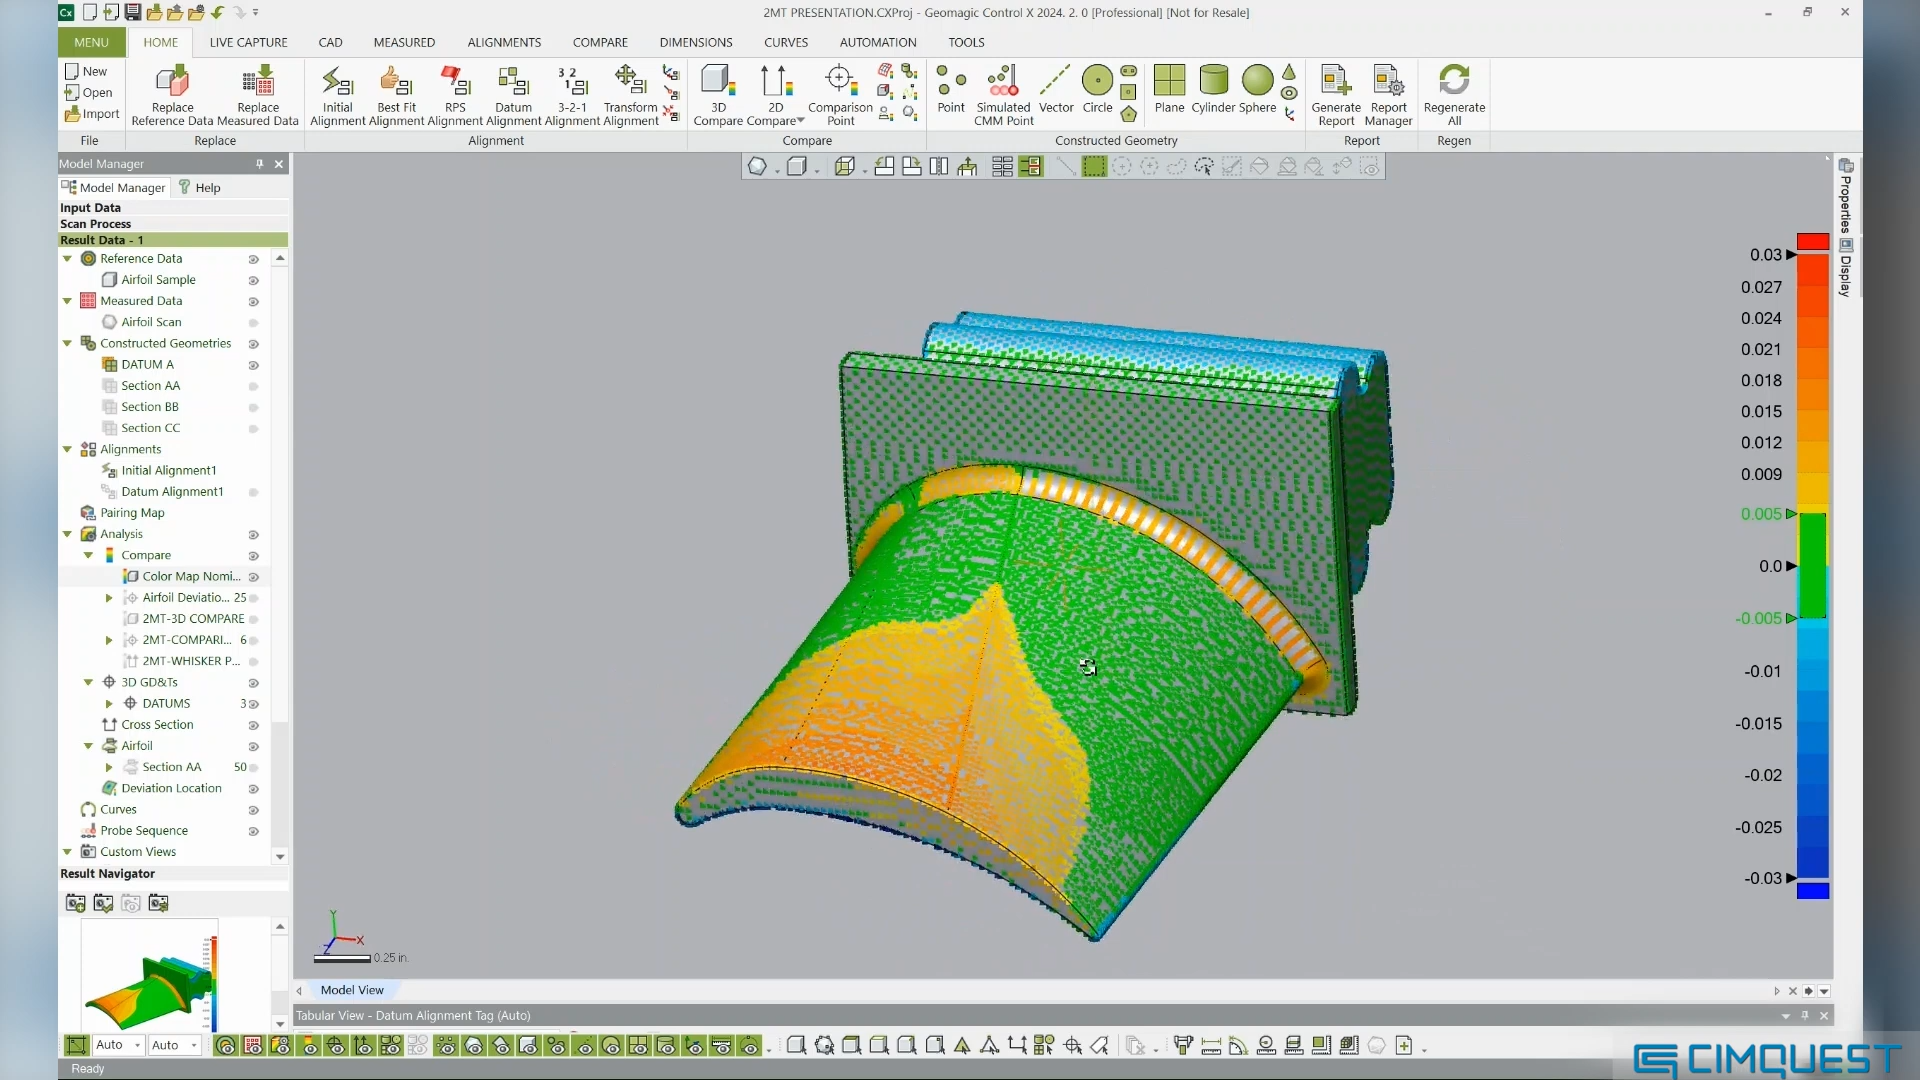 2MT PRESENTATION.CXProj - Geomagic Control X 2024. 2. 0 [Professional] [Not for Resale]
MENU HOME LIVE CAPTURE CAD MEASURED ALIGNMENTS COMPARE DIMENSIONS CURVES AUTOMATION TOOLS
New
Open
Import
File
Replace Reference Data
Replace Measured Data
Replace
Initial Alignment
Best Fit Alignment
RPS Alignment
Datum Alignment
3-2-1 Alignment
Transform Alignment
Alignment
3D Compare
2D Compare
Comparison Point
Compare
Point
Simulated CMM Point
Vector
Circle
Plane
Cylinder
Sphere
Constructed Geometry
Generate Report
Report Manager
Report
Regenerate All
Regen
Model Manager
Model Manager Help
Input Data
Scan Process
Result Data - 1
Reference Data
Airfoil Sample
Measured Data
Airfoil Scan
Constructed Geometries
DATUM A
Section AA
Section BB
Section CC
Alignments
Initial Alignment1
Datum Alignment1
Pairing Map
Analysis
Compare
Color Map Nomi...
Airfoil Deviatio... 25
2MT-3D COMPARE
2MT-COMPARI... 6
2MT-WHISKER P...
3D GD&Ts
DATUMS 3
Cross Section
Airfoil
Section AA 50
Deviation Location
Curves
Probe Sequence
Custom Views
Result Navigator
Auto Auto
Ready
Y
X
Z
0.25 in.
Model View
Tabular View - Datum Alignment Tag (Auto)
0.03
0.027
0.024
0.021
0.018
0.015
0.012
0.009
0.005
0.0
-0.005
-0.01
-0.015
-0.02
-0.025
-0.03
Properties
Display
CIMQUEST